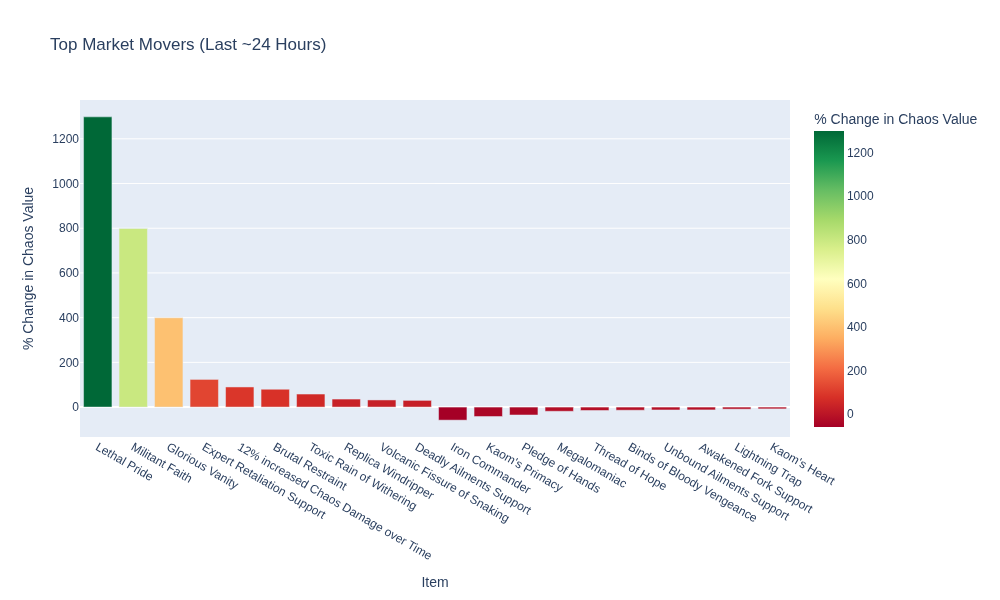 Top Market Movers (Last ~24 Hours)
% Change in Chaos Value
1200
1000
800
600
400
200
0
Lethal Pride
Militant Faith
Glorious Vanity
Expert Retaliation Support
12% increased Chaos Damage over Time
Brutal Restraint
Toxic Rain of Withering
Replica Windripper
Volcanic Fissure of Snaking
Deadly Ailments Support
Iron Commander
Kaom's Primacy
Pledge of Hands
Megalomaniac
Thread of Hope
Binds of Bloody Vengeance
Unbound Ailments Support
Awakened Fork Support
Lightning Trap
Kaom's Heart
Item
% Change in Chaos Value
1200
1000
800
600
400
200
0